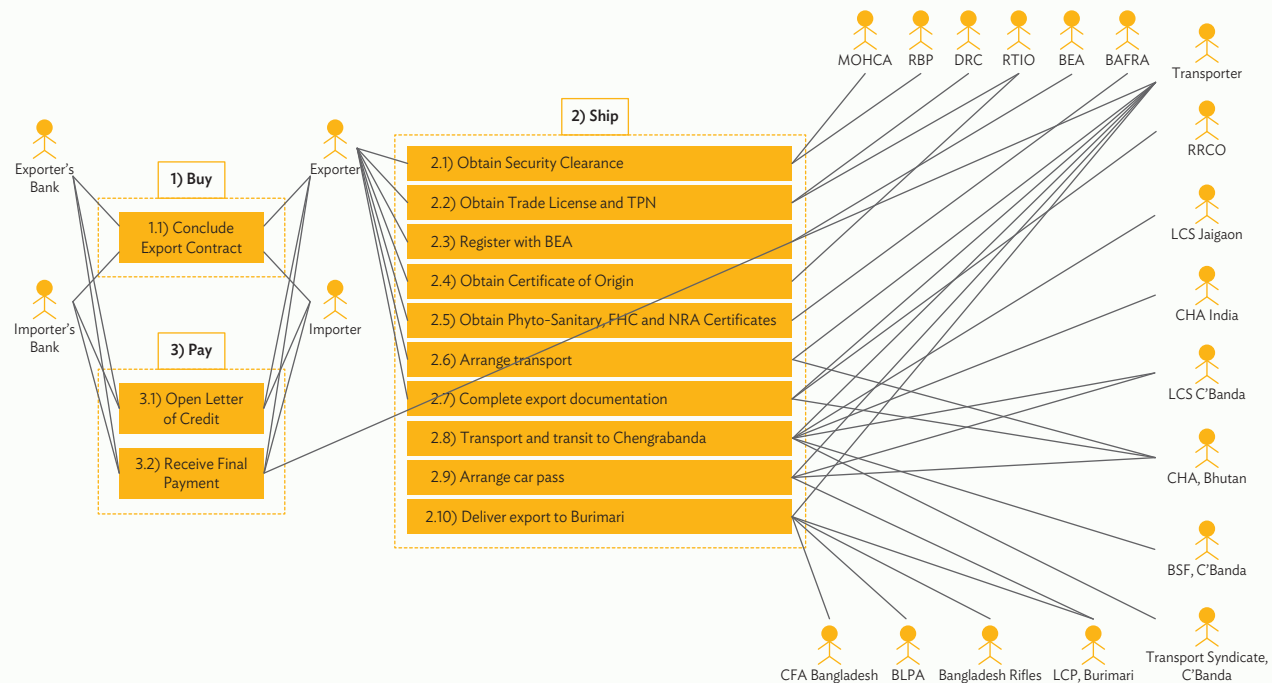 MOHCA
RBP
DRC
RTIO
BEA
BAFRA
Transporter
2) Ship
Exporter's
Bank
1) Buy
Exporter
RRCO
2.1) Obtain Security Clearance
2.2) Obtain Trade License and TPN
1.1) Conclude
Export Contract
LCS Jaigaon
2.3) Register with BEA
2.4) Obtain Certificate of Origin
CHA India
Importer's
Bank
Importer
2.5) Obtain Phyto-Sanitary, FHC and NRA Certificates
3) Pay
2.6) Arrange transport
LCS C'Banda
3.1) Open Letter
of Credit
2.7) Complete export documentation
2.8) Transport and transit to Chengrabanda
3.2) Receive Final
Payment
2.9) Arrange car pass
CHA, Bhutan
2.10) Deliver export to Burimari
BSF, C'Banda
CFA Bangladesh
BLPA
Bangladesh Rifles
LCP, Burimari
Transport Syndicate,
C'Banda